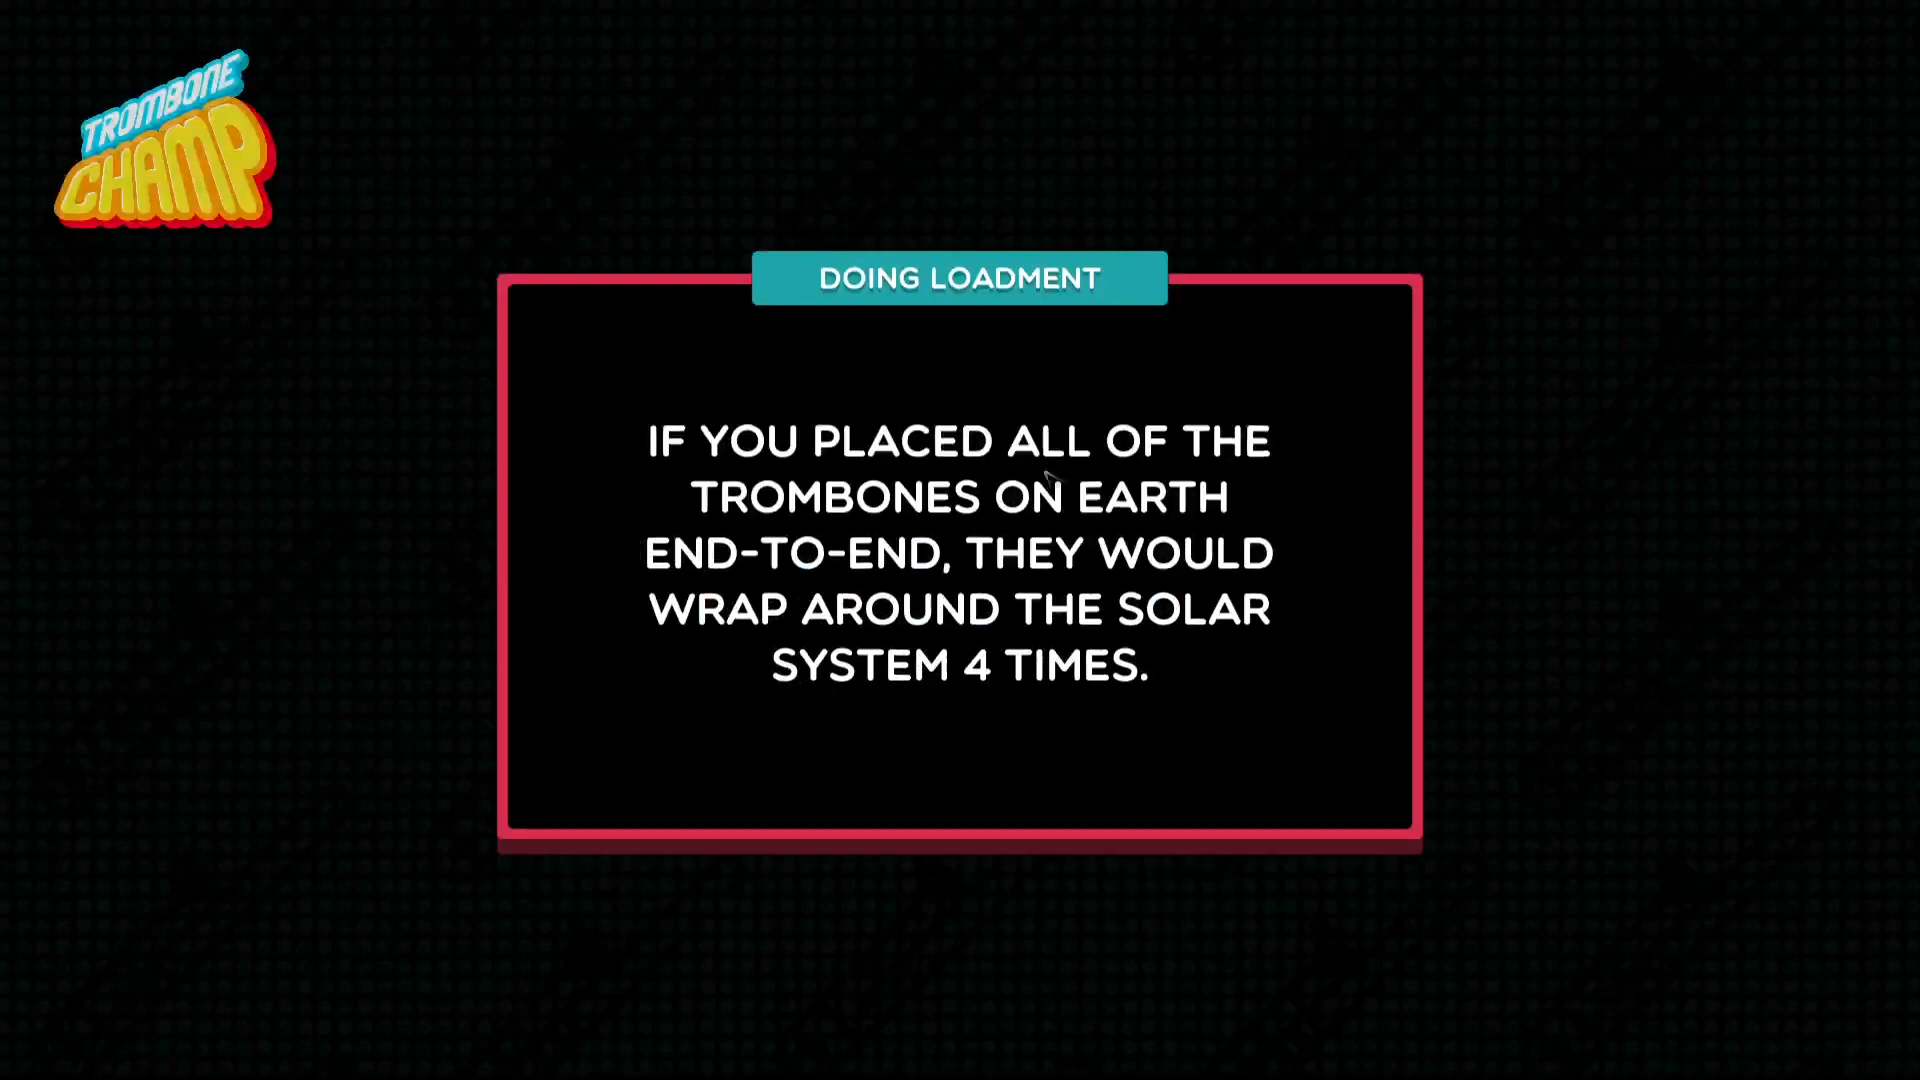 TROMBONE
CHAMP
DOING LOADMENT
IF YOU PLACED ALL OF THE
TROMBONES ON EARTH
END-TO-END, THEY WOULD
WRAP AROUND THE SOLAR
SYSTEM 4 TIMES.